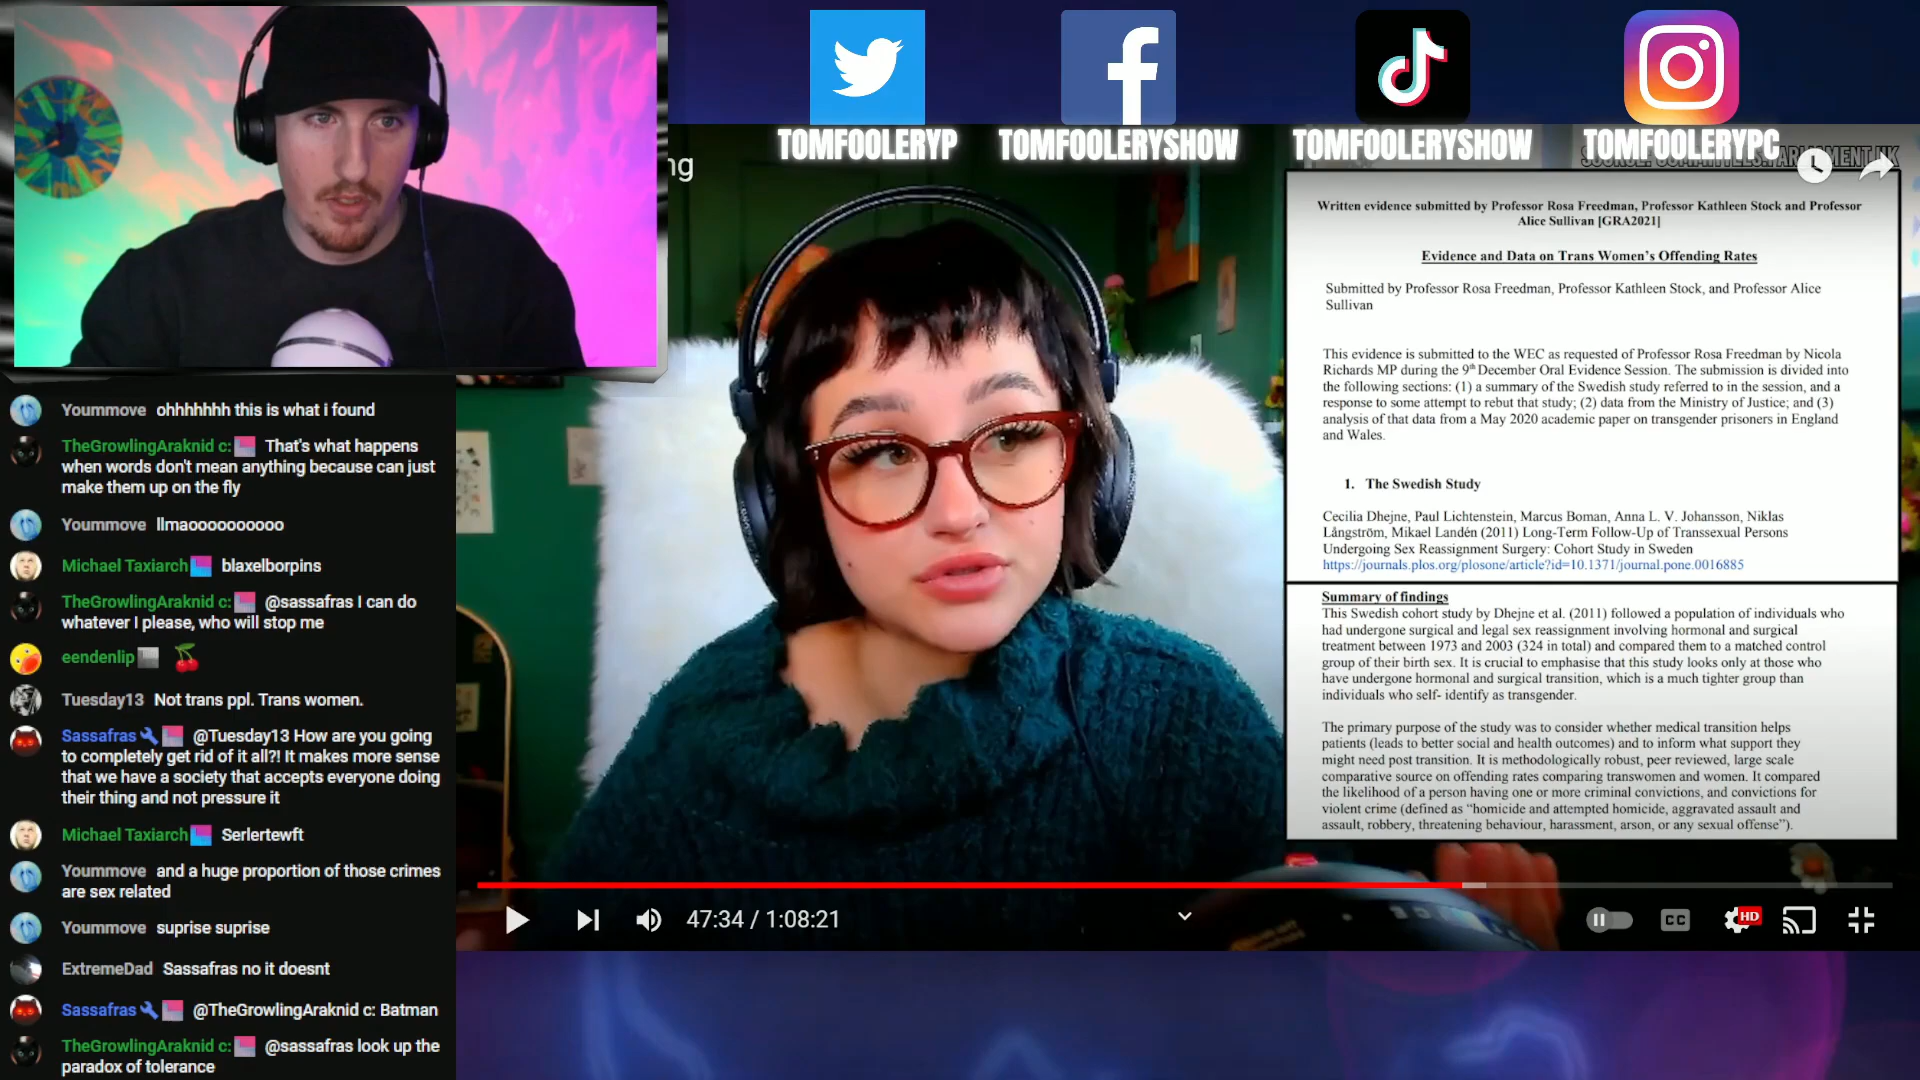 TOMFOOLERYP
TOMFOOLERYSHOW
TOMFOOLERYSHOW
TOMFOOLERYPC
ng
Written evidence submitted by Professor Rosa Freedman, Professor Kathleen Stock and Professor
Alice Sullivan [GRA2021]
Evidence and Data on Trans Women's Offending Rates
Submitted by Professor Rosa Freedman, Professor Kathleen Stock, and Professor Alice
Sullivan
This evidence is submitted to the WEC as requested of Professor Rosa Freedman by Nicola
Richards MP during the 9th December Oral Evidence Session. The submission is divided into
the following sections: (1) a summary of the Swedish study referred to in the session, and a
response to some attempt to rebut that study; (2) data from the Ministry of Justice; and (3)
analysis of that data from a May 2020 academic paper on transgender prisoners in England
and Wales.
1. The Swedish Study
Cecilia Dhejne, Paul Lichtenstein, Marcus Boman, Anna L. V. Johansson, Niklas
Långström, Mikael Landén (2011) Long-Term Follow-Up of Transsexual Persons
Undergoing Sex Reassignment Surgery: Cohort Study in Sweden
https://journals.plos.org/plosone/article?id=10.1371/journal.pone.0016885
Summary of findings
This Swedish cohort study by Dhejne et al. (2011) followed a population of individuals who
had undergone surgical and legal sex reassignment involving hormonal and surgical
treatment between 1973 and 2003 (324 in total) and compared them to a matched control
group of their birth sex. It is crucial to emphasise that this study looks only at those who
have undergone hormonal and surgical transition, which is a much tighter group than
individuals who self- identify as transgender.
The primary purpose of the study was to consider whether medical transition helps
patients (leads to better social and health outcomes) and to inform what support they
might need post transition. It is methodologically robust, peer reviewed, large scale
comparative source on offending rates comparing transwomen and women. It compared
the likelihood of a person having one or more criminal convictions, and convictions for
violent crime (defined as "homicide and attempted homicide, aggravated assault and
assault, robbery, threatening behaviour, harassment, arson, or any sexual offense").
Yoummove ohhhhhhh this is what i found
TheGrowlingAraknid c: That's what happens
when words don't mean anything because can just
make them up on the fly
Yoummove llmaoooooooooo
Michael Taxiarch blaxelborpins
TheGrowlingAraknid c: @sassafras I can do
whatever I please, who will stop me
eendenlip
Tuesday13 Not trans ppl. Trans women.
Sassafras @Tuesday13 How are you going
to completely get rid of it all?! It makes more sense
that we have a society that accepts everyone doing
their thing and not pressure it
Michael Taxiarch Serlertewft
Yoummove and a huge proportion of those crimes
are sex related
Yoummove suprise suprise
ExtremeDad Sassafras no it doesnt
Sassafras @TheGrowlingAraknid c: Batman
TheGrowlingAraknid c: @sassafras look up the
paradox of tolerance
47:34 / 1:08:21
CC
HD